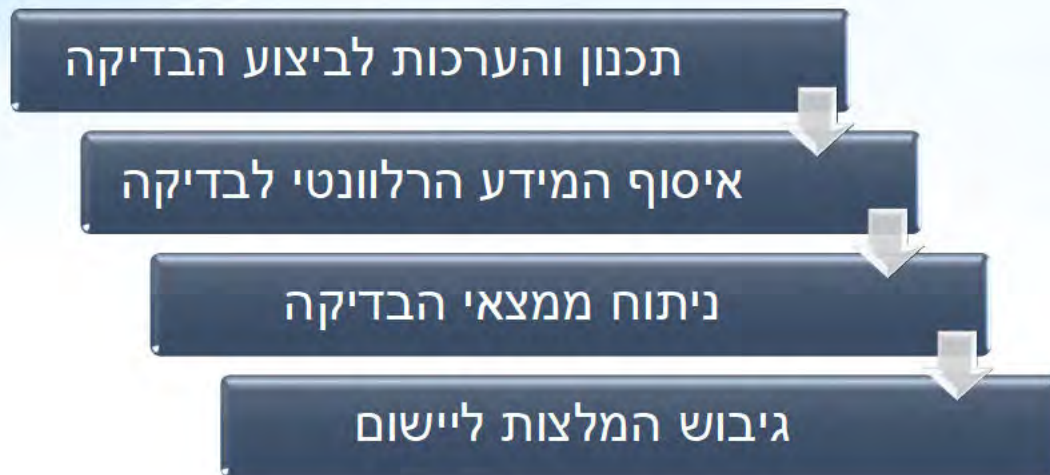 תכנון והערכות לביצוע הבדיקה
איסוף המידע הרלוונטי לבדיקה
ניתוח ממצאי הבדיקה
גיבוש המלצות ליישום